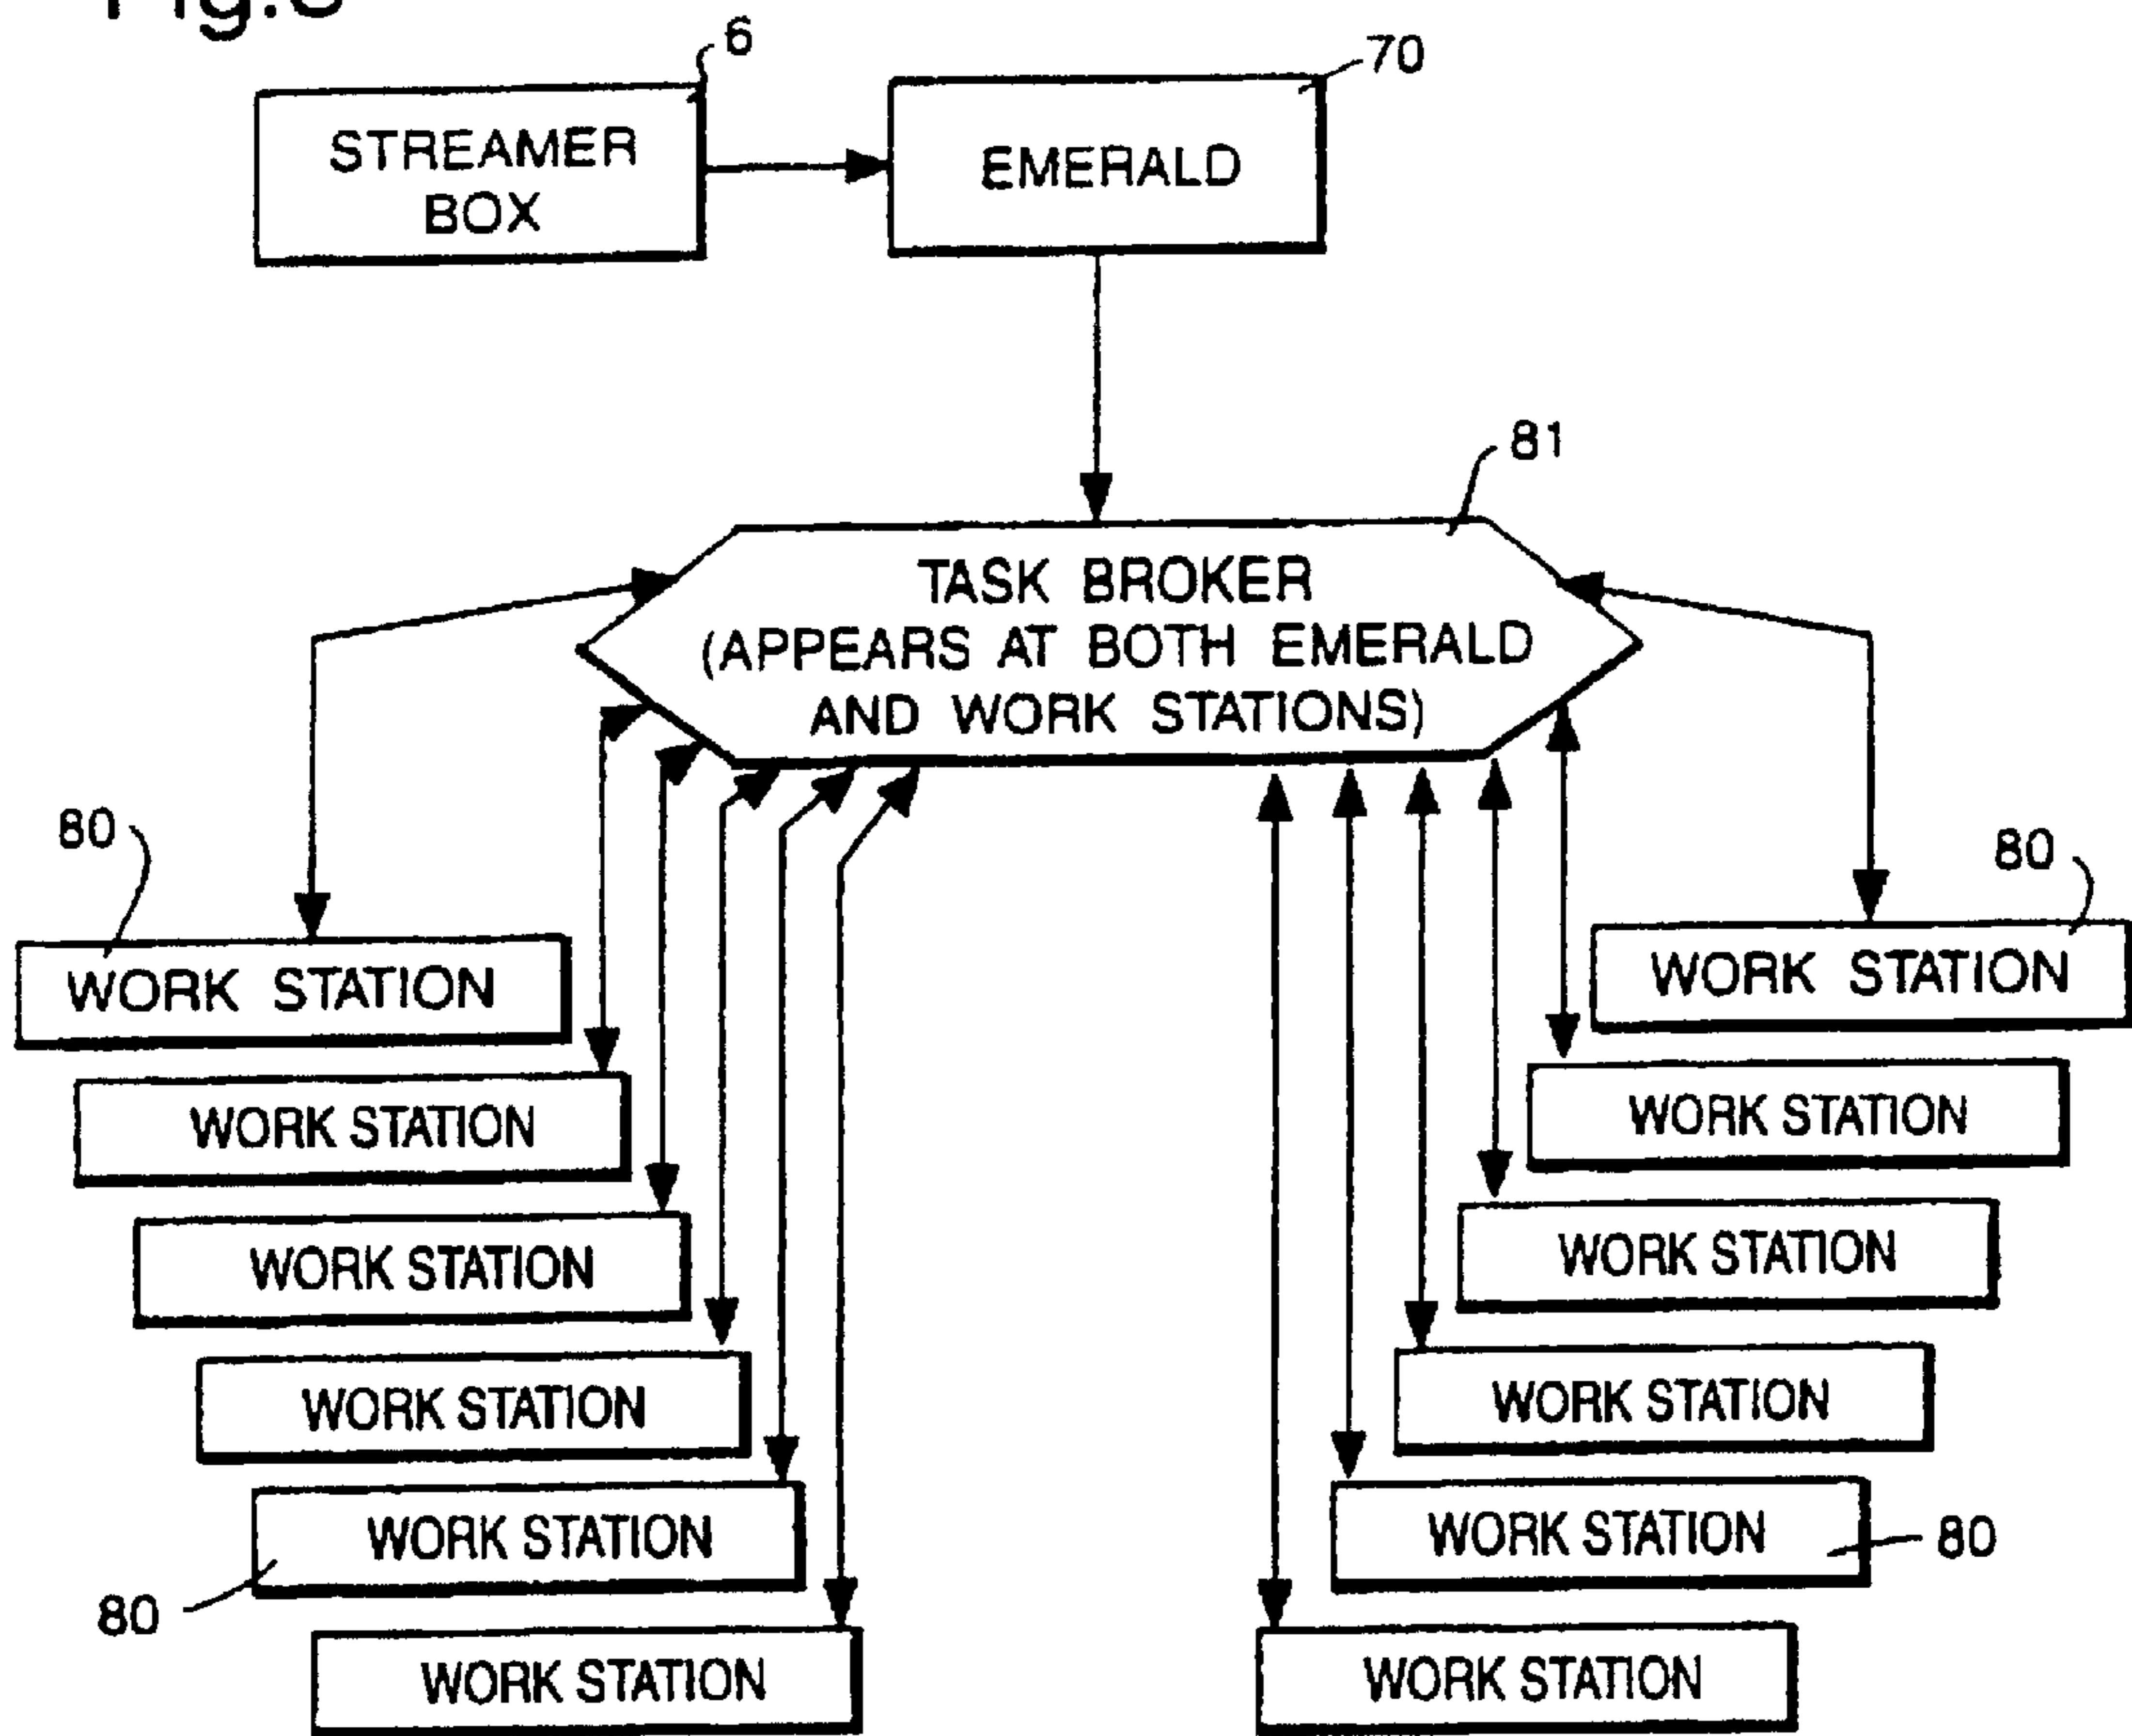 6
70
STREAMER
BOX
EMERALD
81
TASK BROKER
(APPEARS AT BOTH EMERALD
AND WORK STATIONS)
80
80
WORK STATION
WORK STATION
WORK STATION
WORK STATION
WORK STATION
WORK STATION
WORK STATION
WORK STATION
WORK STATION
WORK STATION
80
80
WORK STATION
WORK STATION